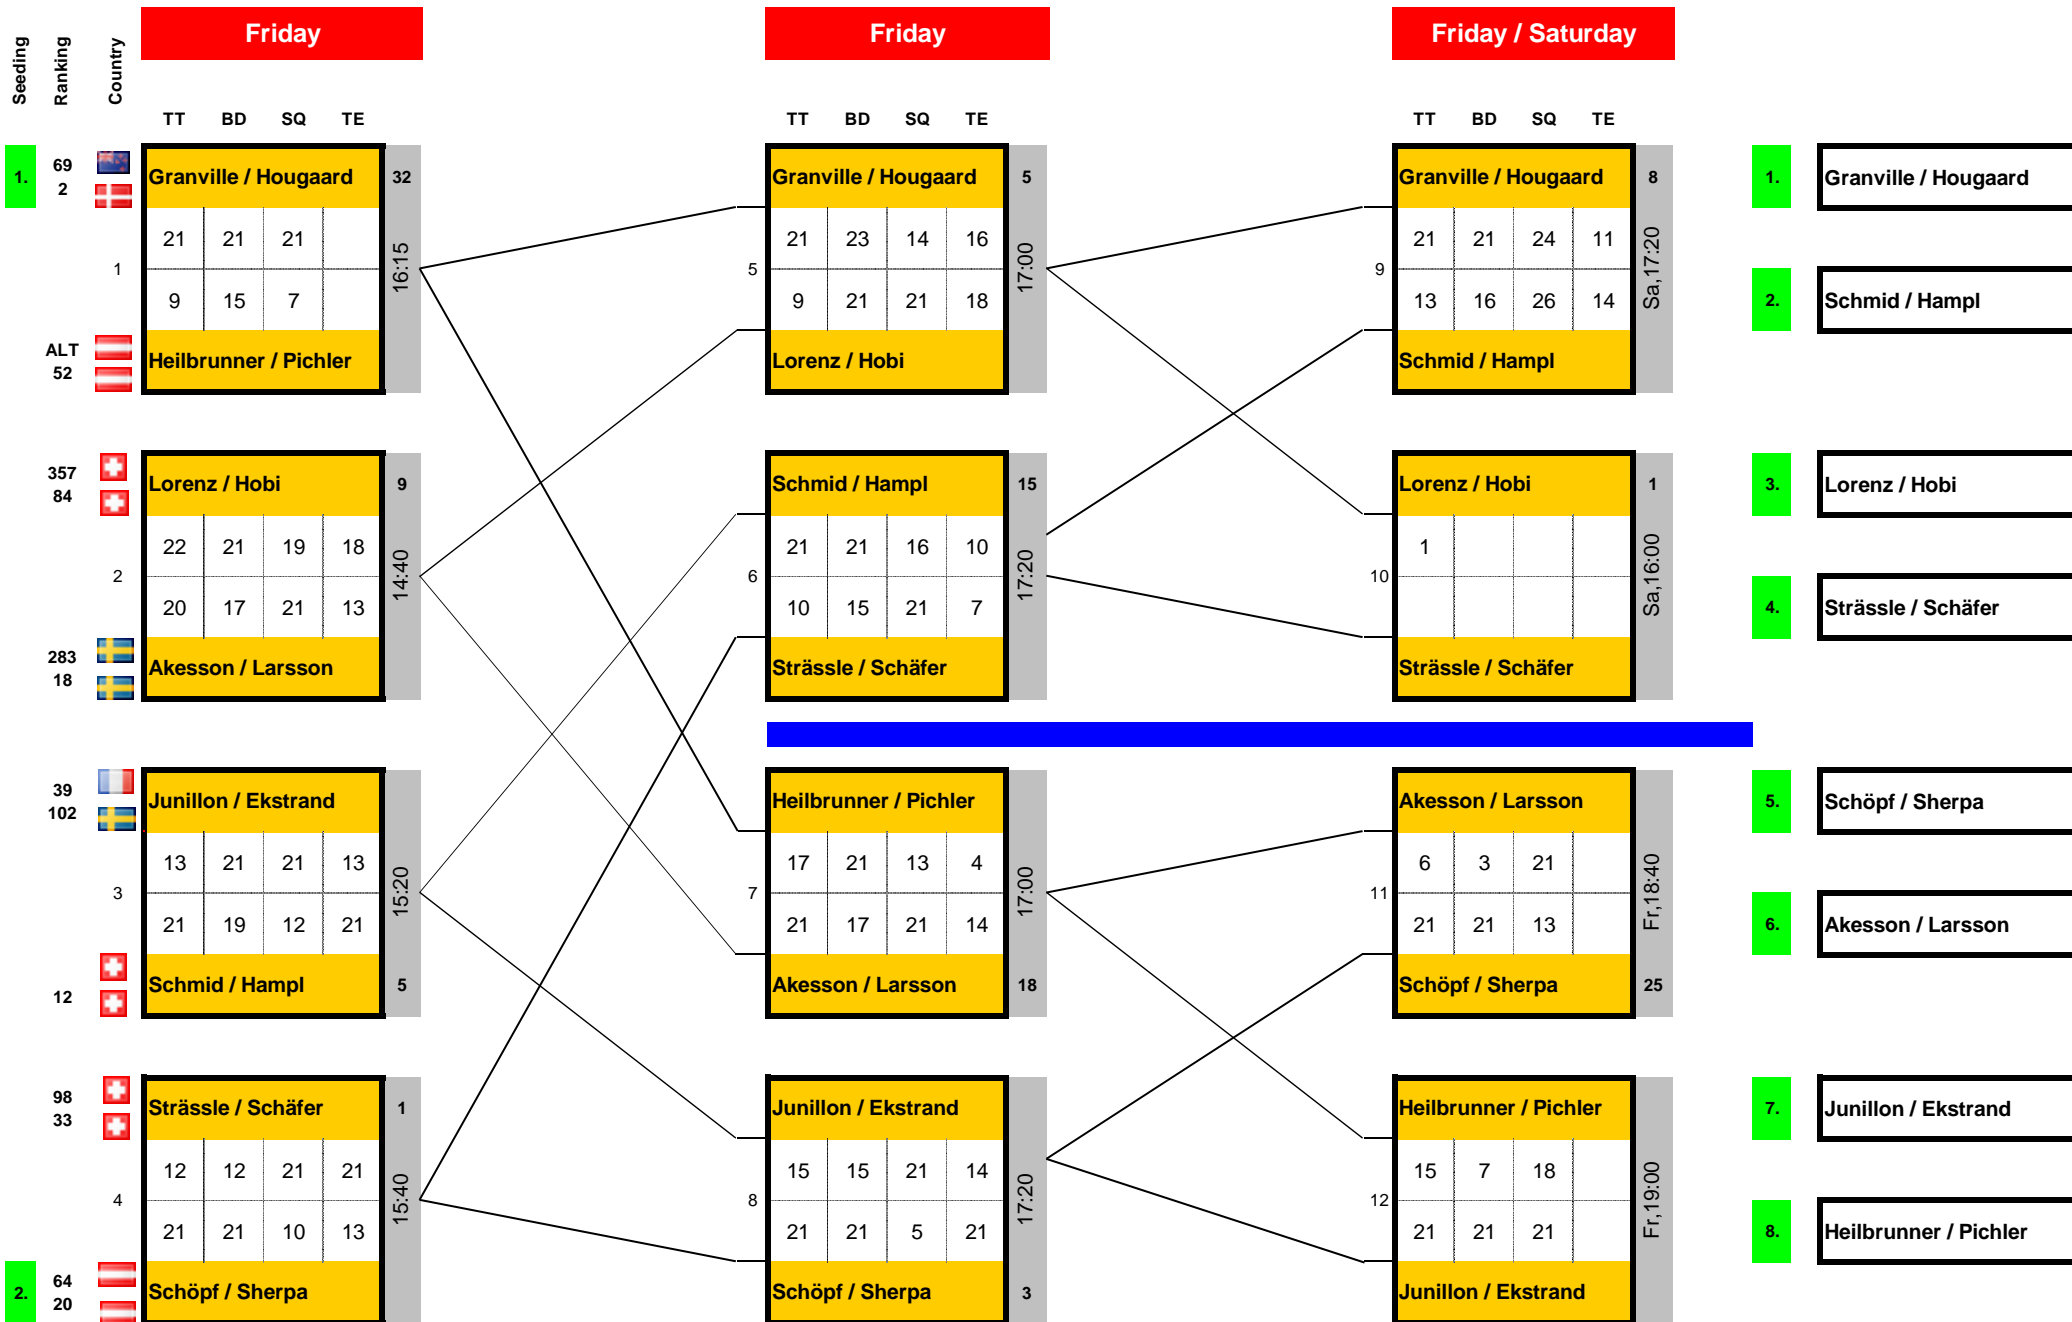 Friday Friday Friday / Saturday
Seeding Ranking Country
TT BD SQ TE TT BD SQ TE TT BD SQ TE
1. 69 Granville / Hougaard 32 Granville / Hougaard 5 Granville / Hougaard 8 1. Granville / Hougaard
2
21 21 21 21 23 14 16 21 21 24 11
1 16:15 5 17:00 9 Sa,17:20
9 15 7 9 21 21 18 13 16 26 14 2. Schmid / Hampl
ALT Heilbrunner / Pichler Lorenz / Hobi Schmid / Hampl
52
357 Lorenz / Hobi 9 Schmid / Hampl 15 Lorenz / Hobi 1 3. Lorenz / Hobi
84
22 21 19 18 21 21 16 10 1
2 14:40 6 17:20 10 Sa,16:00
20 17 21 13 10 15 21 7 4. Strässle / Schäfer
283 Akesson / Larsson Strässle / Schäfer Strässle / Schäfer
18
39 Junillon / Ekstrand Heilbrunner / Pichler Akesson / Larsson 5. Schöpf / Sherpa
102
13 21 21 13 17 21 13 4 6 3 21
3 15:20 7 17:00 11 Fr,18:40
21 19 12 21 21 17 21 14 21 21 13 6. Akesson / Larsson
12 Schmid / Hampl 5 Akesson / Larsson 18 Schöpf / Sherpa 25
98 Strässle / Schäfer 1 Junillon / Ekstrand Heilbrunner / Pichler 7. Junillon / Ekstrand
33
12 12 21 21 15 15 21 14 15 7 18
4 15:40 8 17:20 12 Fr,19:00
21 21 10 13 21 21 5 21 21 21 21 8. Heilbrunner / Pichler
2. 64 Schöpf / Sherpa Schöpf / Sherpa 3 Junillon / Ekstrand
20